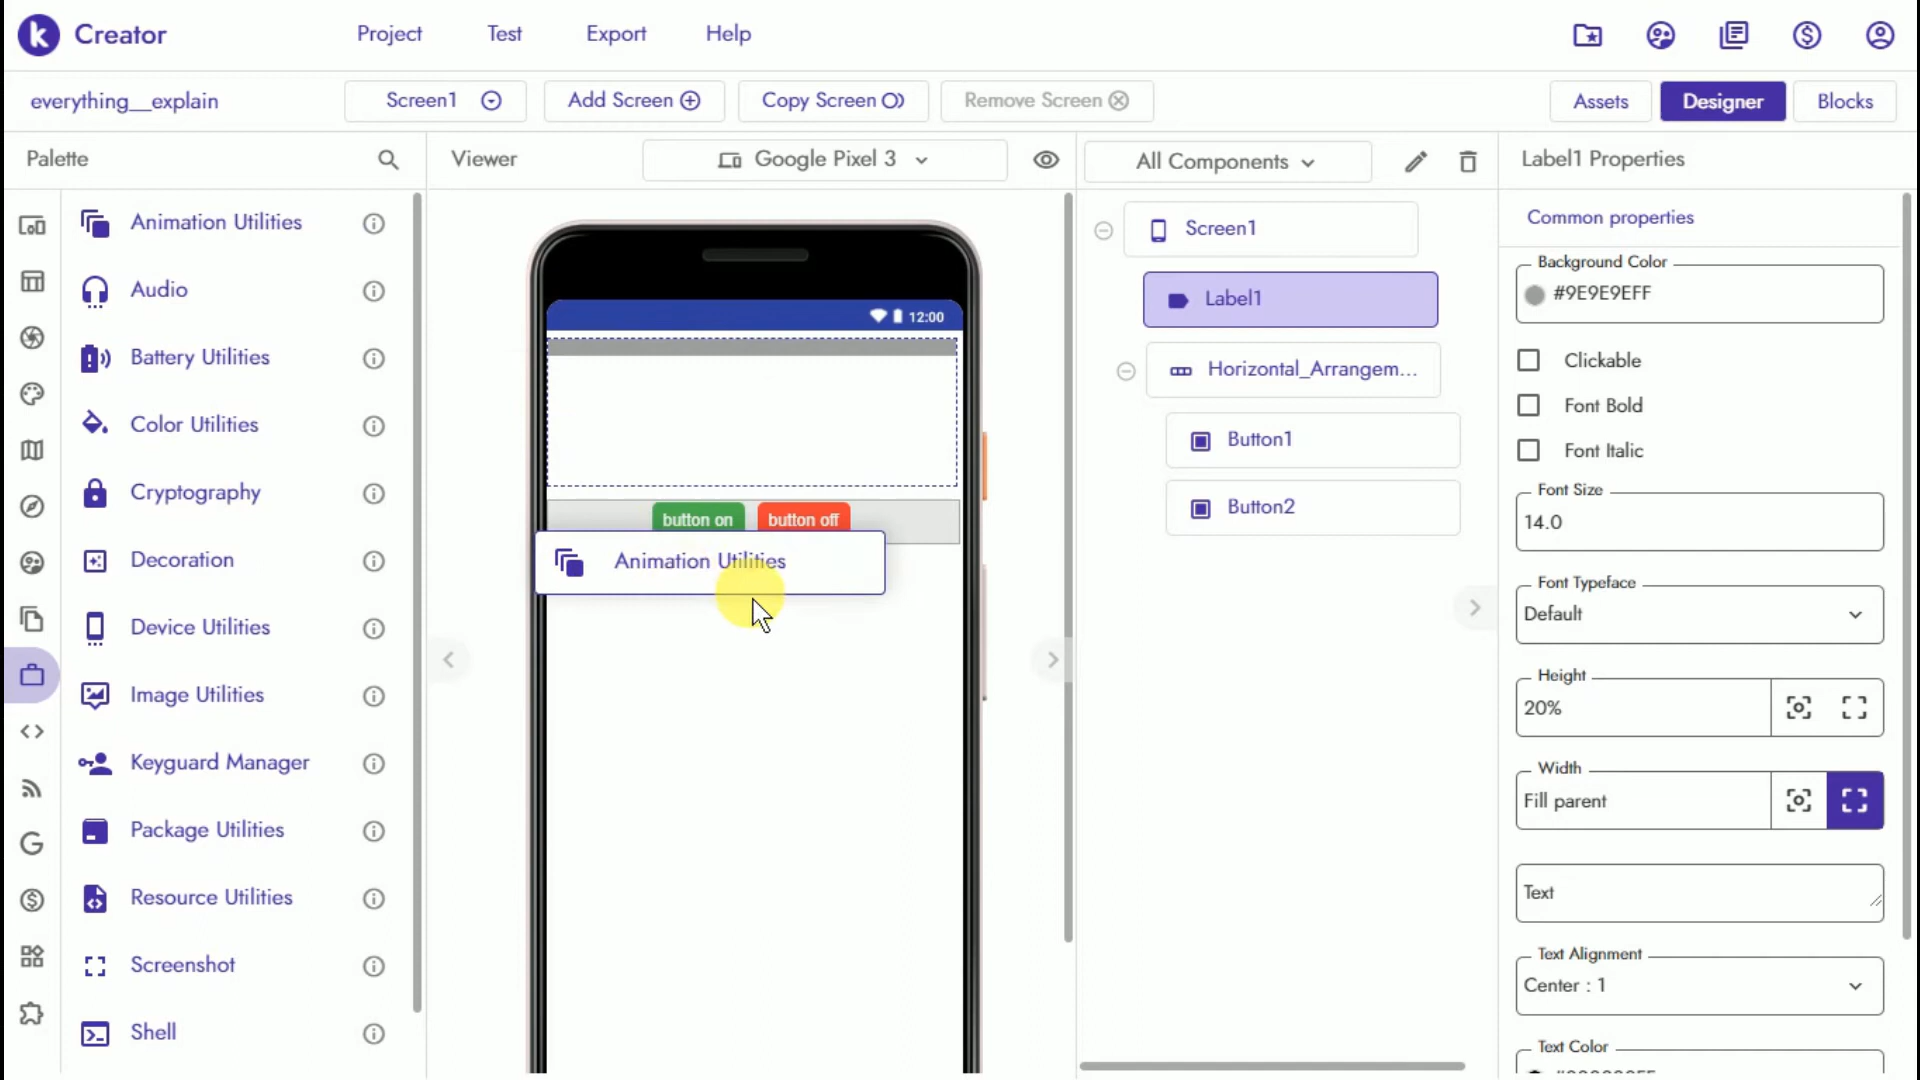 Creator
Project
Test
Export
Help
everything__explain
Screen1
Add Screen
Copy Screen
Remove Screen
Assets
Designer
Blocks
Palette
Viewer
Google Pixel 3
All Components
Label1 Properties
Animation Utilities
Audio
Battery Utilities
Color Utilities
Cryptography
Decoration
Device Utilities
Image Utilities
Keyguard Manager
Package Utilities
Resource Utilities
Screenshot
Shell
12:00
button on
button off
Animation Utilities
Screen1
Label1
Horizontal_Arrangem...
Button1
Button2
Common properties
Background Color
#9E9E9EFF
Clickable
Font Bold
Font Italic
Font Size
14.0
Font Typeface
Default
Height
20%
Width
Fill parent
Text
Text Alignment
Center : 1
Text Color